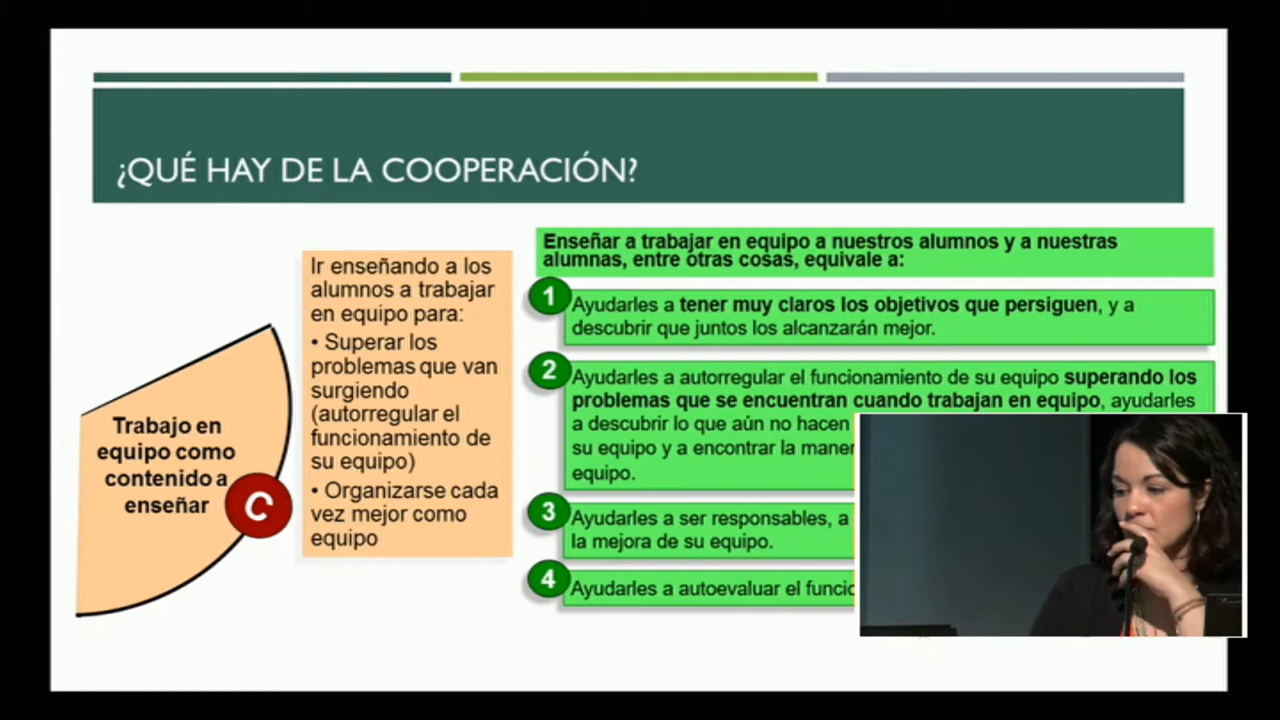 ¿QUÉ HAY DE LA COOPERACIÓN?
Trabajo en
equipo como
contenido a
enseñar
C
Ir enseñando a los
alumnos a trabajar
en equipo para:
• Superar los
problemas que van
surgiendo
(autorregular el
funcionamiento de
su equipo)
• Organizarse cada
vez mejor como
equipo
Enseñar a trabajar en equipo a nuestros alumnos y a nuestras
alumnas, entre otras cosas, equivale a:
1
Ayudarles a tener muy claros los objetivos que persiguen, y a
descubrir que juntos los alcanzarán mejor.
2
Ayudarles a autorregular el funcionamiento de su equipo superando los
problemas que se encuentran cuando trabajan en equipo, ayudarles
a descubrir lo que aún no hacen
su equipo y a encontrar la
equipo.
3
Ayudarles a ser responsables, a
la mejora de su equipo.
4
Ayudarles a autoevaluar el